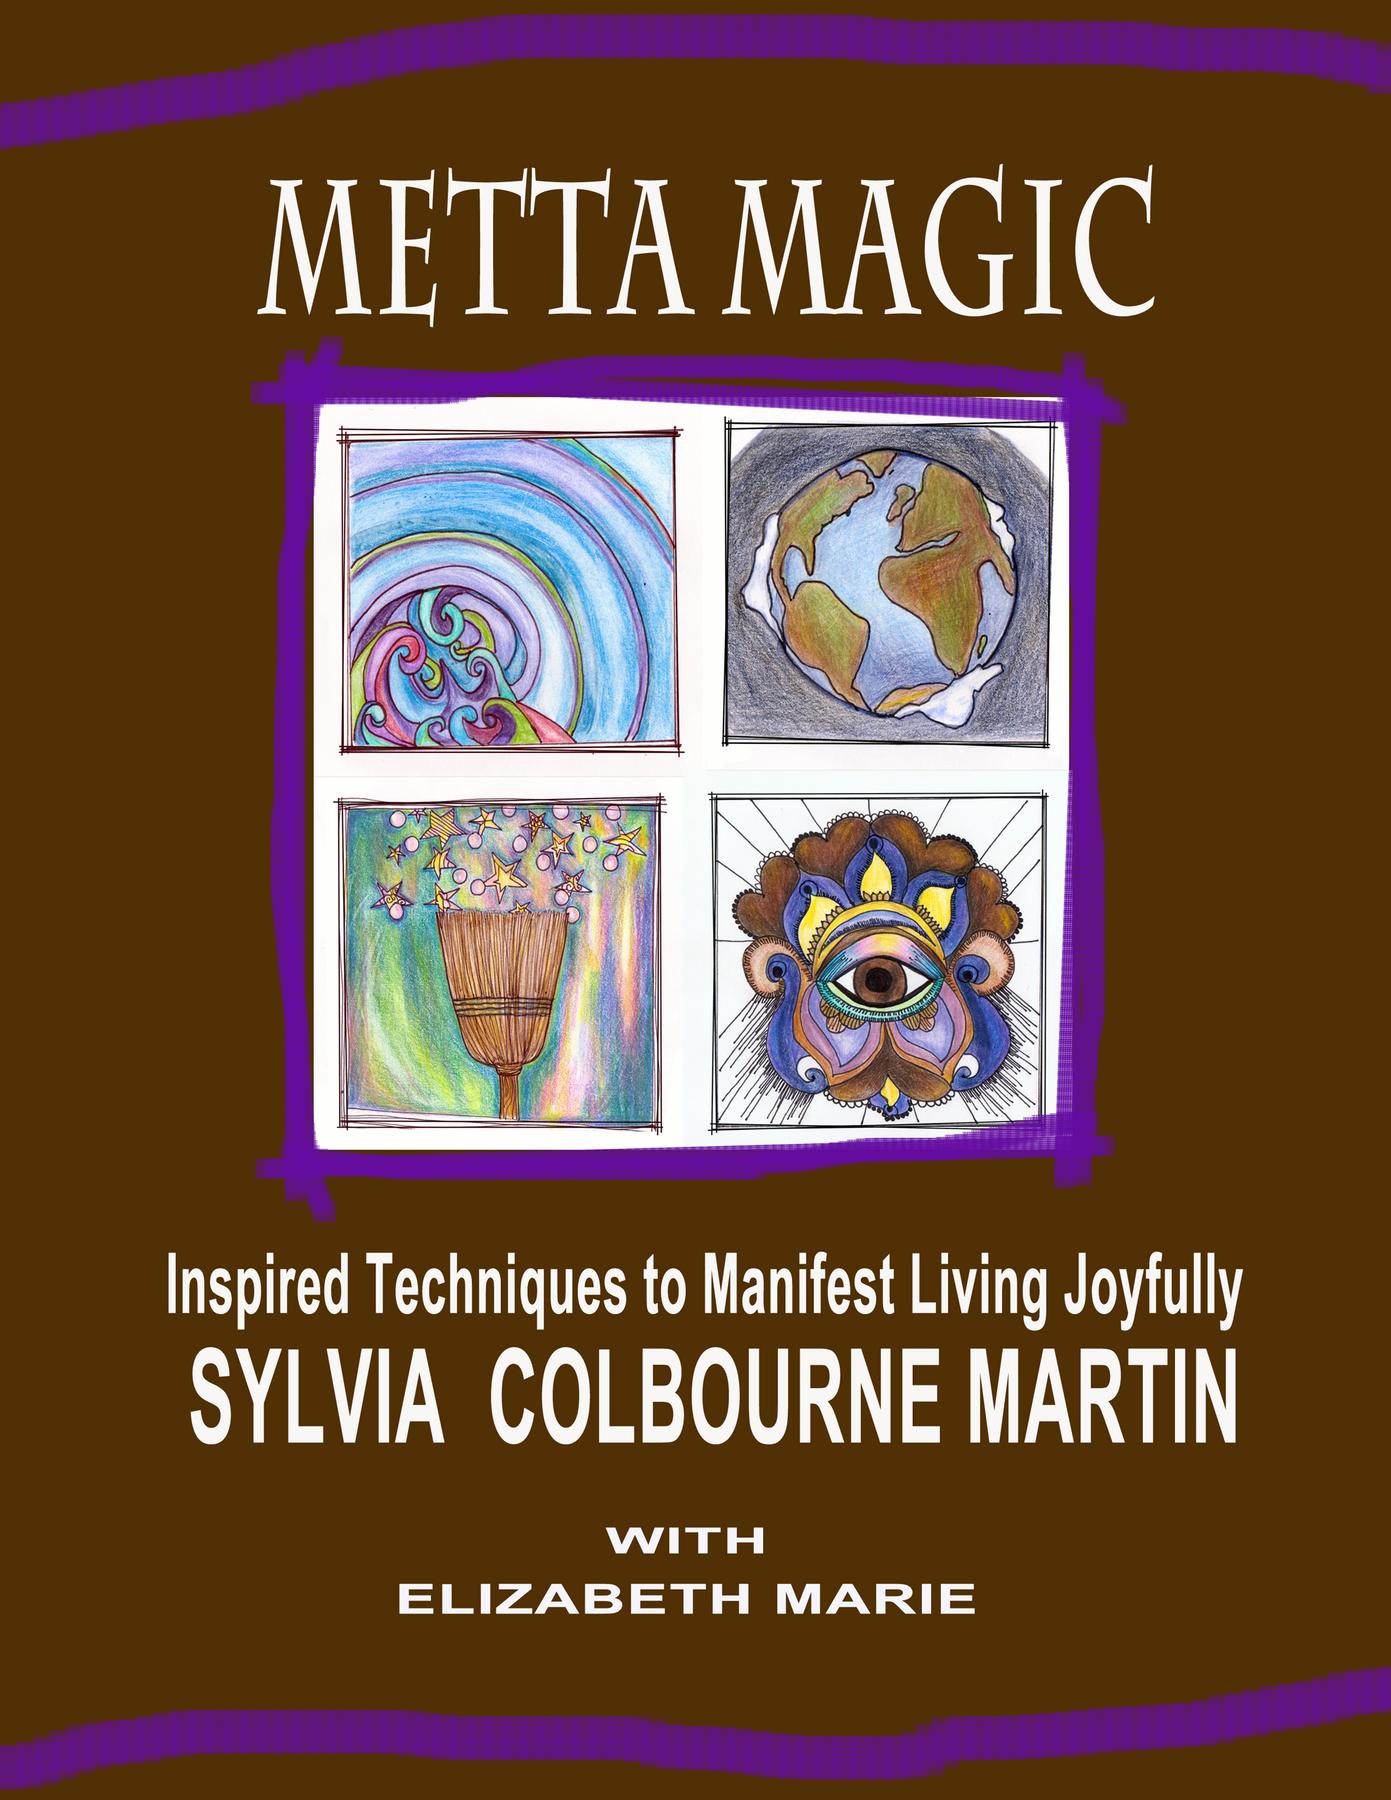 METTA MAGIC
Inspired Techniques to Manifest Living Joyfully
SYLVIA COLBOURNE MARTIN
WITH
ELIZABETH MARIE